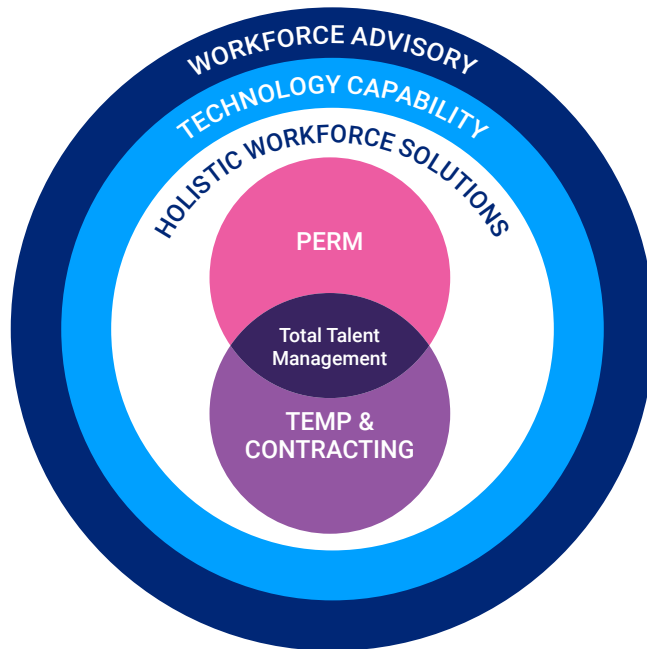 WORKFORCE ADVISORY
TECHNOLOGY CAPABILITY
HOLISTIC WORKFORCE SOLUTIONS
PERM
Total Talent
Management
TEMP &
CONTRACTING